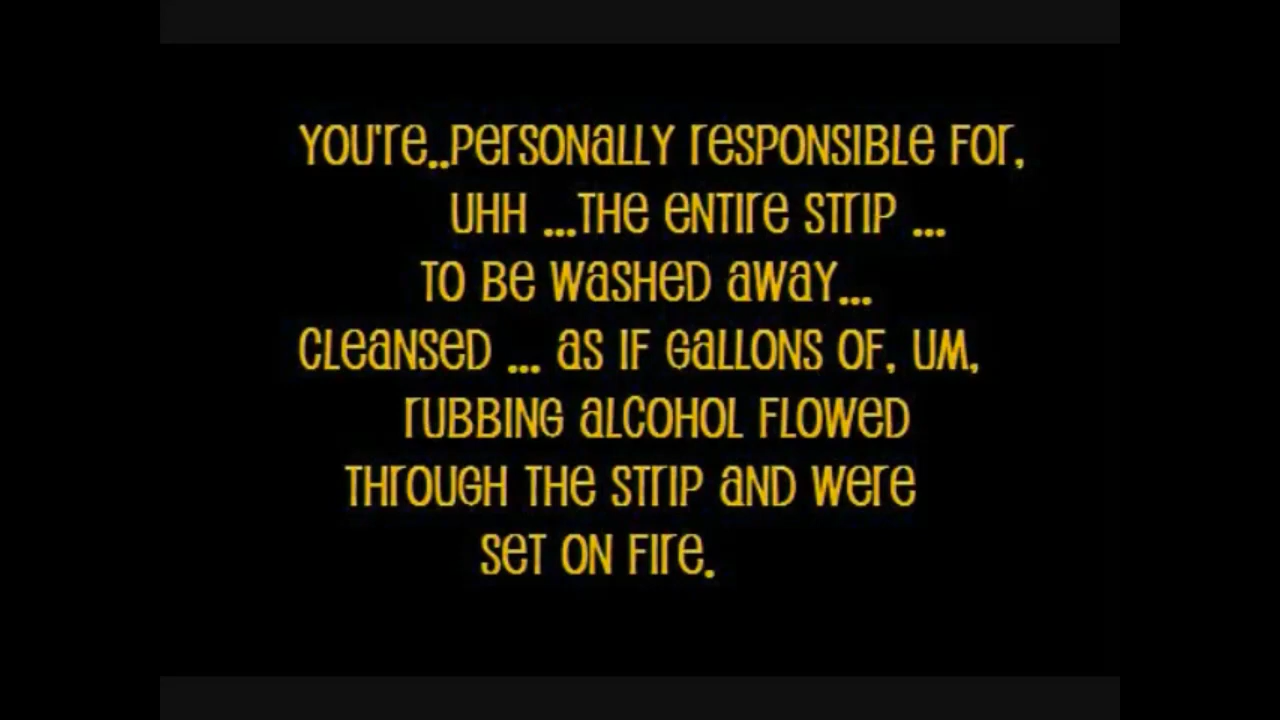 YOU'RE..PERSONALLY RESPONSIBLE FOR,
UHH ...THE ENTIRE STRIP ...
TO BE WASHED AWAY...
CLEANSED ... AS IF GALLONS OF, UM,
RUBBING ALCOHOL FLOWED
THROUGH THE STRIP AND WERE
SET ON FIRE.